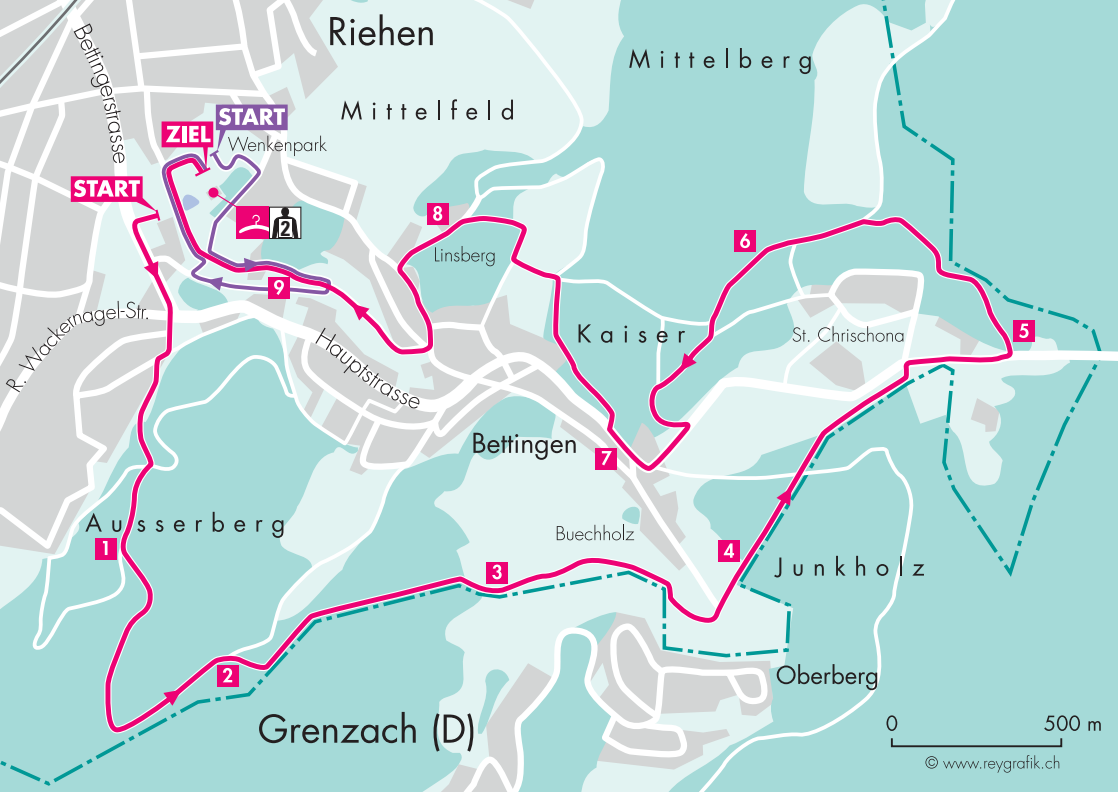 Riehen
Mittelberg
Bettingerstrasse
Mittelfeld
START
ZIEL
Wenkenpark
START
8
2
6
Linsberg
9
R. Wackernagel-Str.
Hauptstrasse
Kaiser
St. Chrischona
5
Bettingen
7
Ausserberg
1
Buechholz
4
3
Junkholz
2
Oberberg
Grenzach (D)
0 500 m
© www.reygrafik.ch